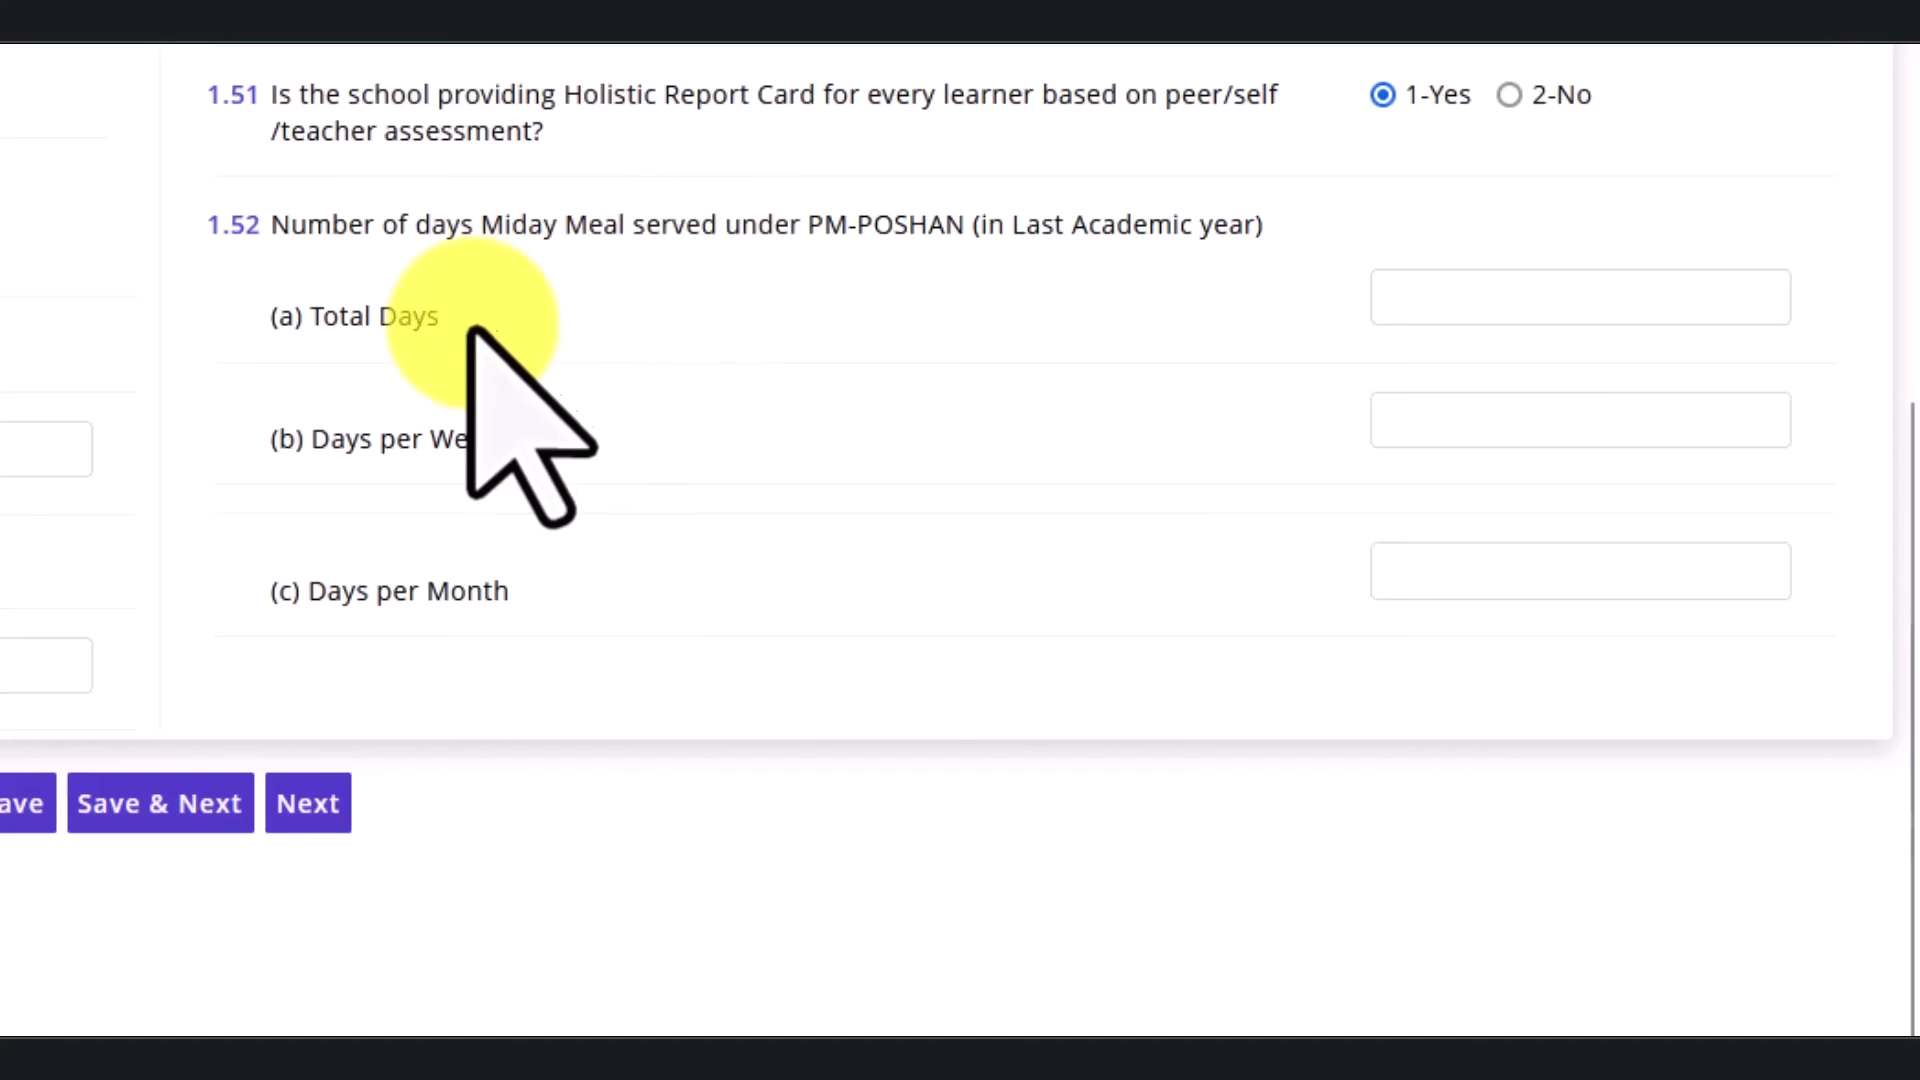 1.51 Is the school providing Holistic Report Card for every learner based on peer/self
/teacher assessment?
1-Yes 2-No
1.52 Number of days Miday Meal served under PM-POSHAN (in Last Academic year)
(a) Total Days
(b) Days per We
(c) Days per Month
ave Save & Next Next